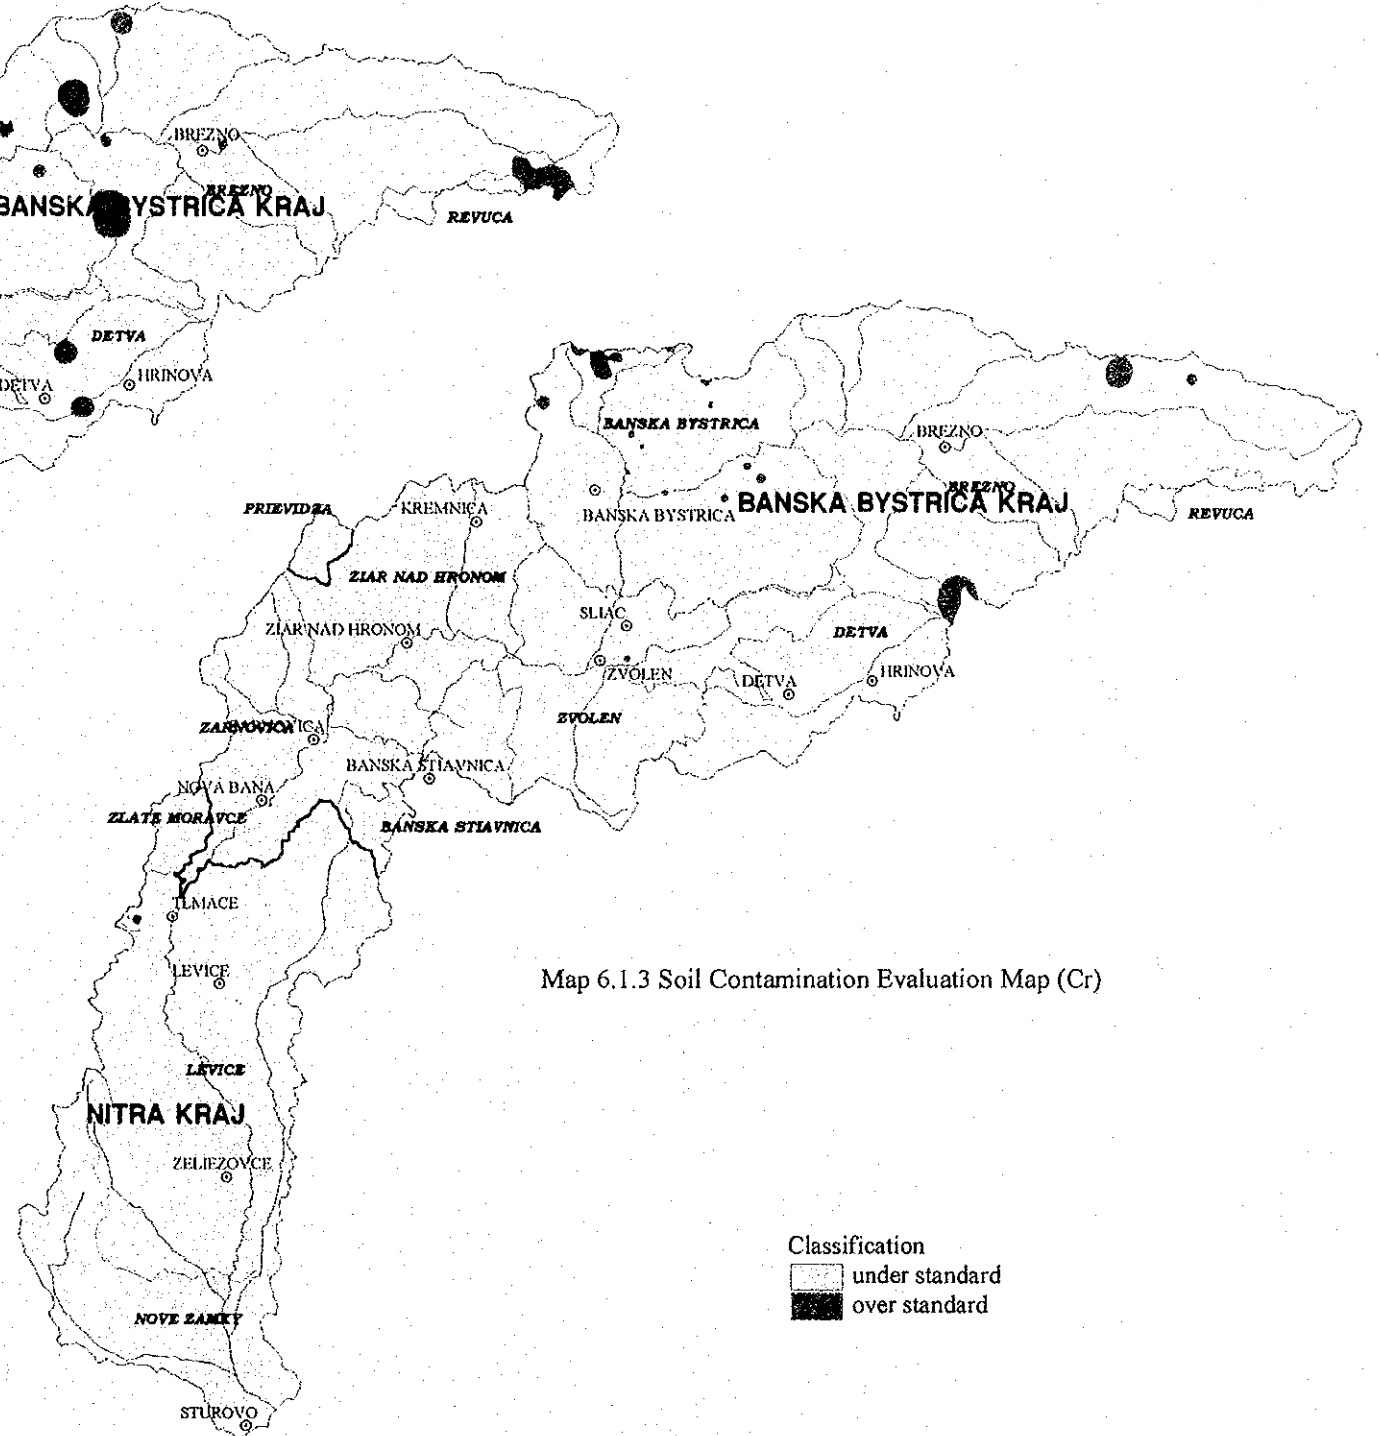 BREZNO
BREZNO
BANSKA BYSTRICA KRAJ
REVUCA
DETVA
DETVA
HRINOVA
BANSKA BYSTRICA
BREZNO
PRIEVIDZA
KREMNICA
BANSKA BYSTRICA
BANSKA BYSTRICA KRAJ
BREZNO
REVUCA
ZIAR NAD HRONOM
SLIAC
ZIAR NAD HRONOM
DETVA
ZVOLEN
DETVA
HRINOVA
ZARNOVICA
ZVOLEN
BANSKA STIAVNICA
NOVA BANA
ZLATE MORAVCE
BANSKA STIAVNICA
TLMACE
LEVICE
Map 6.1.3 Soil Contamination Evaluation Map (Cr)
LEVICE
NITRA KRAJ
ZELIEZOVCE
Classification
under standard
over standard
NOVE ZAMKY
STUROVO